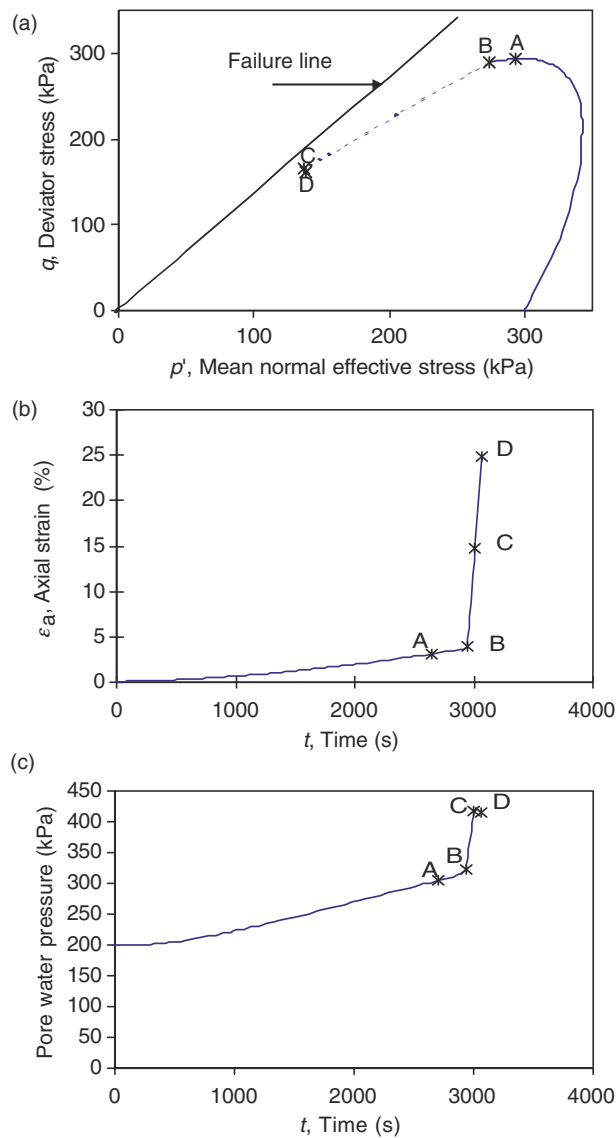 (a)
300
200
100
0
q, Deviator stress (kPa)
Failure line
B
A
C
D
0
100
200
300
p', Mean normal effective stress (kPa)
(b)
30
25
20
15
10
5
0
εa, Axial strain (%)
D
C
A
B
0
1000
2000
3000
4000
t, Time (s)
(c)
450
400
350
300
250
200
150
100
50
0
Pore water pressure (kPa)
C
D
B
A
0
1000
2000
3000
4000
t, Time (s)